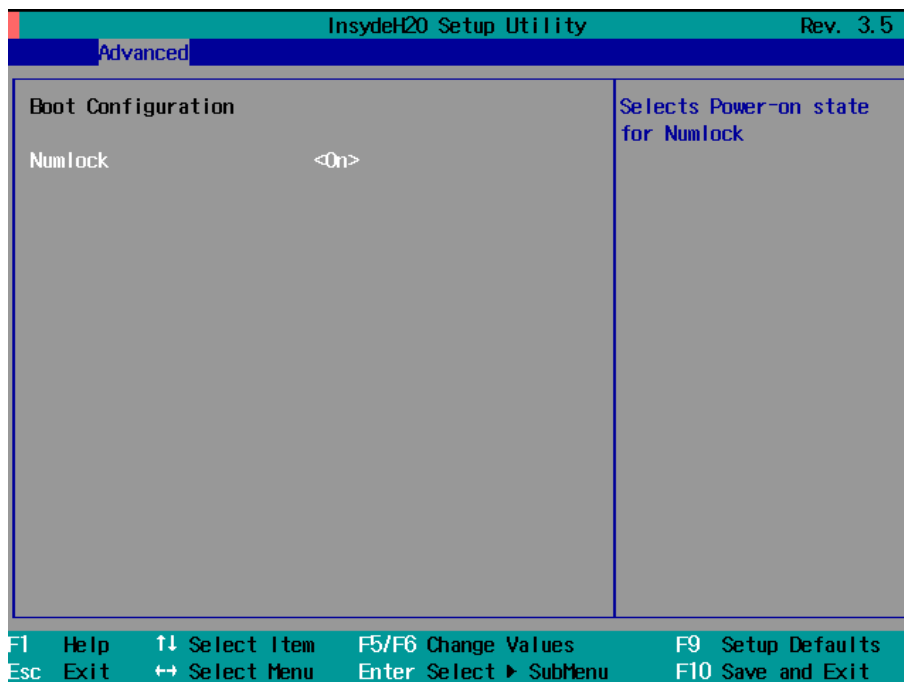 InsydeH2O Setup Utility Rev. 3.5
Advanced
Boot Configuration
Numlock <On>
Selects Power-on state
for Numlock
F1 Help ↑↓ Select Item F5/F6 Change Values F9 Setup Defaults
Esc Exit ↔ Select Menu Enter Select ▶ SubMenu F10 Save and Exit